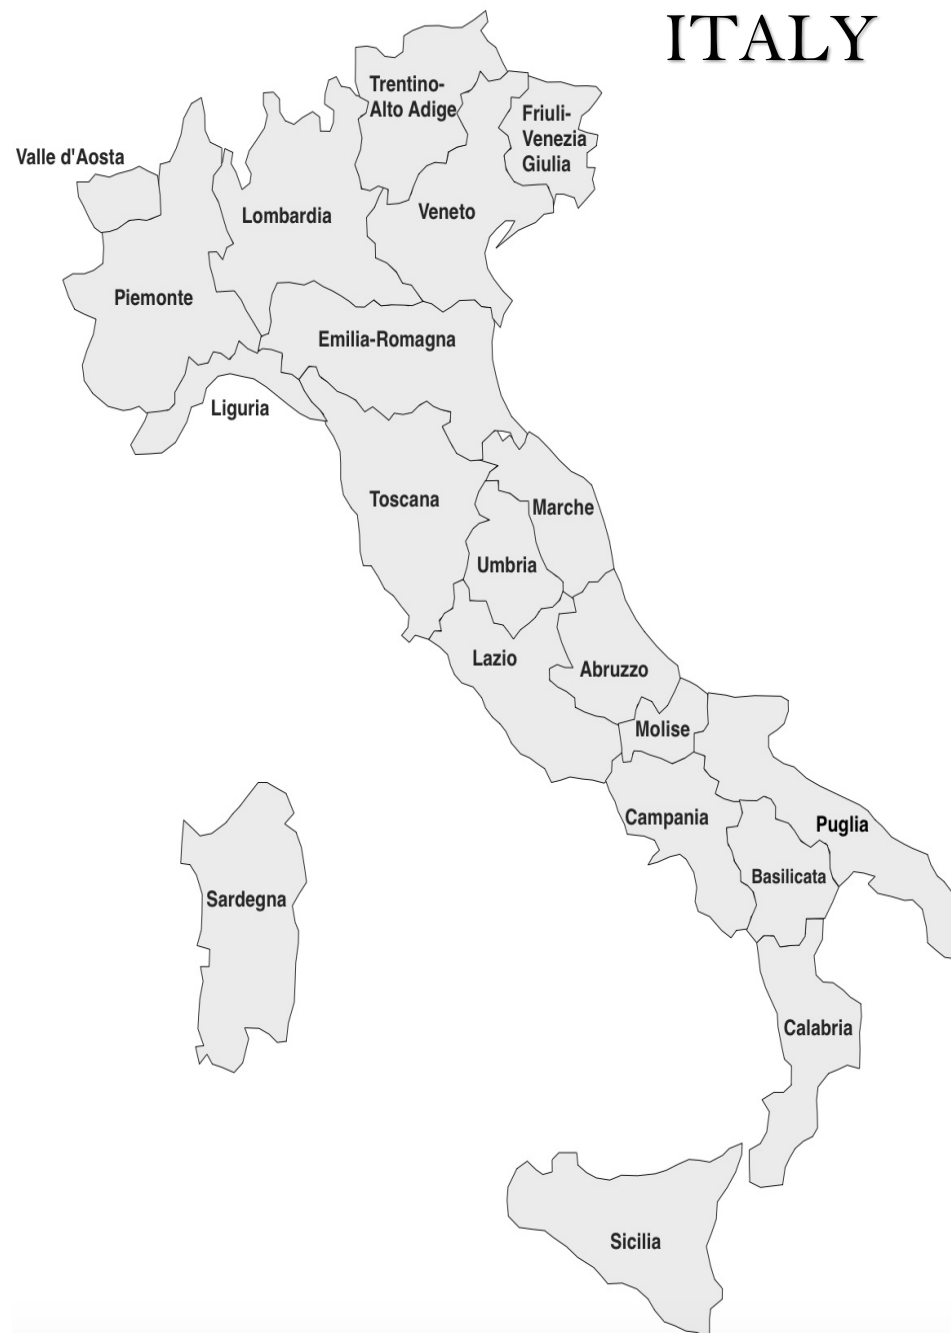 ITALY
Trentino-
Alto Adige
Friuli-
Venezia
Giulia
Valle d'Aosta
Lombardia
Veneto
Piemonte
Emilia-Romagna
Liguria
Toscana
Marche
Umbria
Lazio
Abruzzo
Molise
Campania
Puglia
Basilicata
Sardegna
Calabria
Sicilia